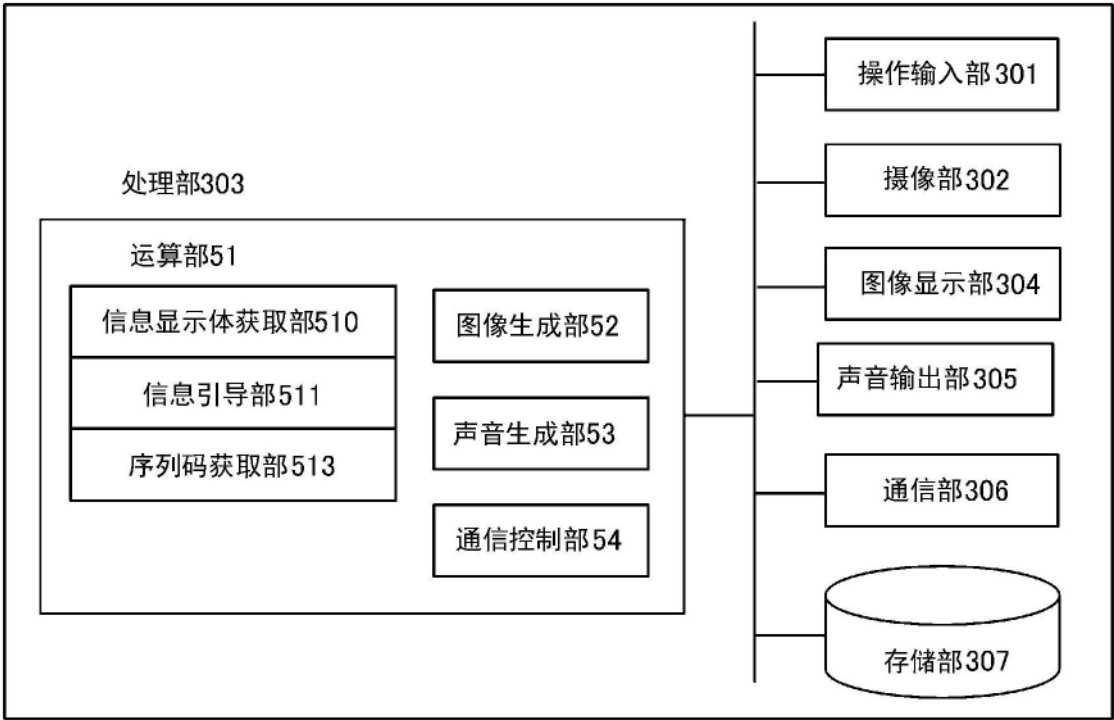 处理部303
运算部51
信息显示体获取部510
信息引导部511
序列码获取部513
图像生成部52
声音生成部53
通信控制部54
操作输入部301
摄像部302
图像显示部304
声音输出部305
通信部306
存储部307